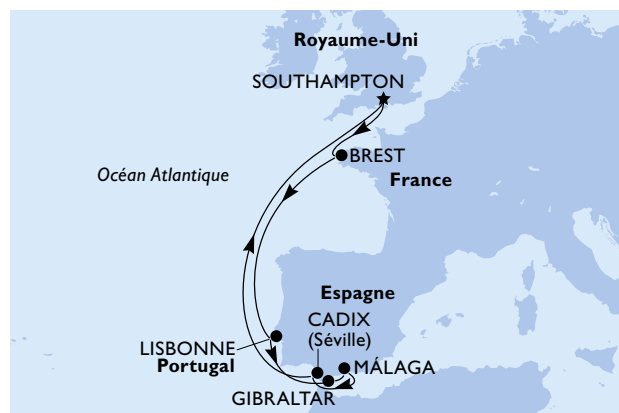 Royaume-Uni
SOUTHAMPTON
BREST
Océan Atlantique
France
Espagne
CADIX
(Séville)
LISBONNE
Portugal
MÁLAGA
GIBRALTAR